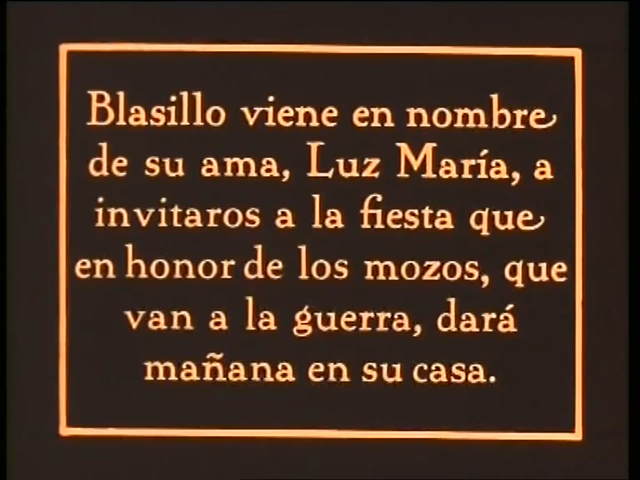 Blasillo viene en nombre
de su ama, Luz María, a
invitaros a la fiesta que
en honor de los mozos, que
van a la guerra, dará
mañana en su casa.